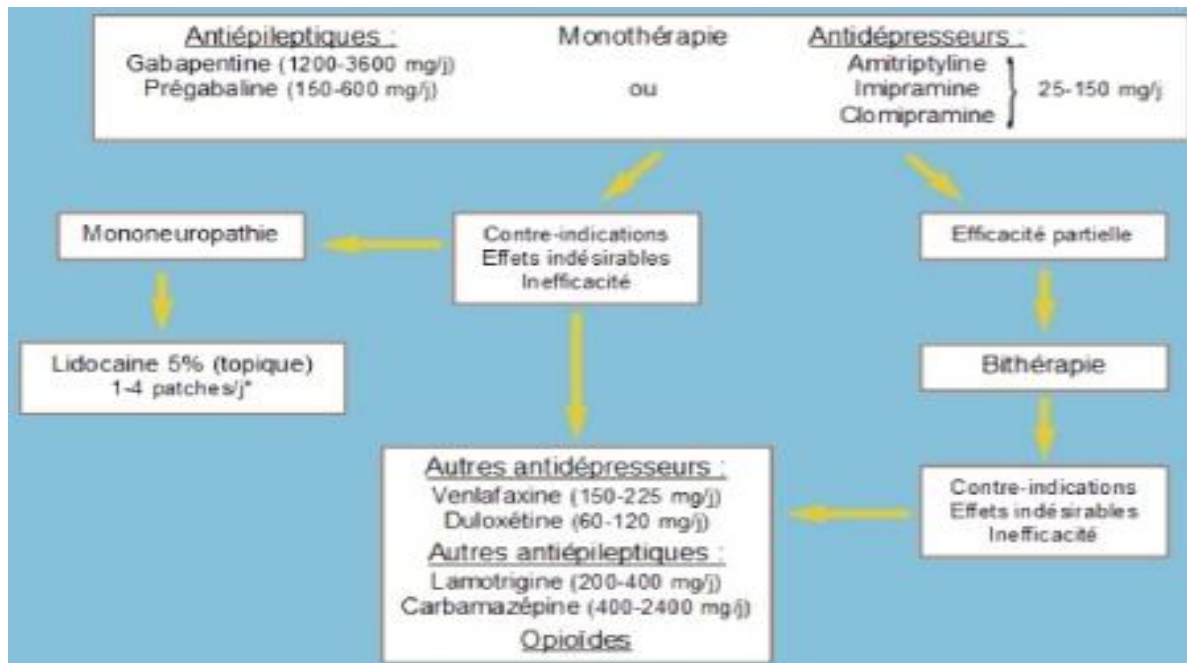 Antiépileptiques :
Gabapentine (1200-3600 mg/j)
Prégabaline (150-600 mg/j)
Monothérapie
ou
Antidépresseurs :
Amitriptyline
Imipramine
Clomipramine
25-150 mg/j
Mononeuropathie
Contre-indications
Effets indésirables
Inefficacité
Efficacité partielle
Lidocaine 5% (topique)
1-4 patches/j*
Bithérapie
Autres antidépresseurs :
Venlafaxine (150-225 mg/j)
Duloxétine (60-120 mg/j)
Autres antiépileptiques :
Lamotrigine (200-400 mg/j)
Carbamazépine (400-2400 mg/j)
Opioïdes
Contre-indications
Effets indésirables
Inefficacité